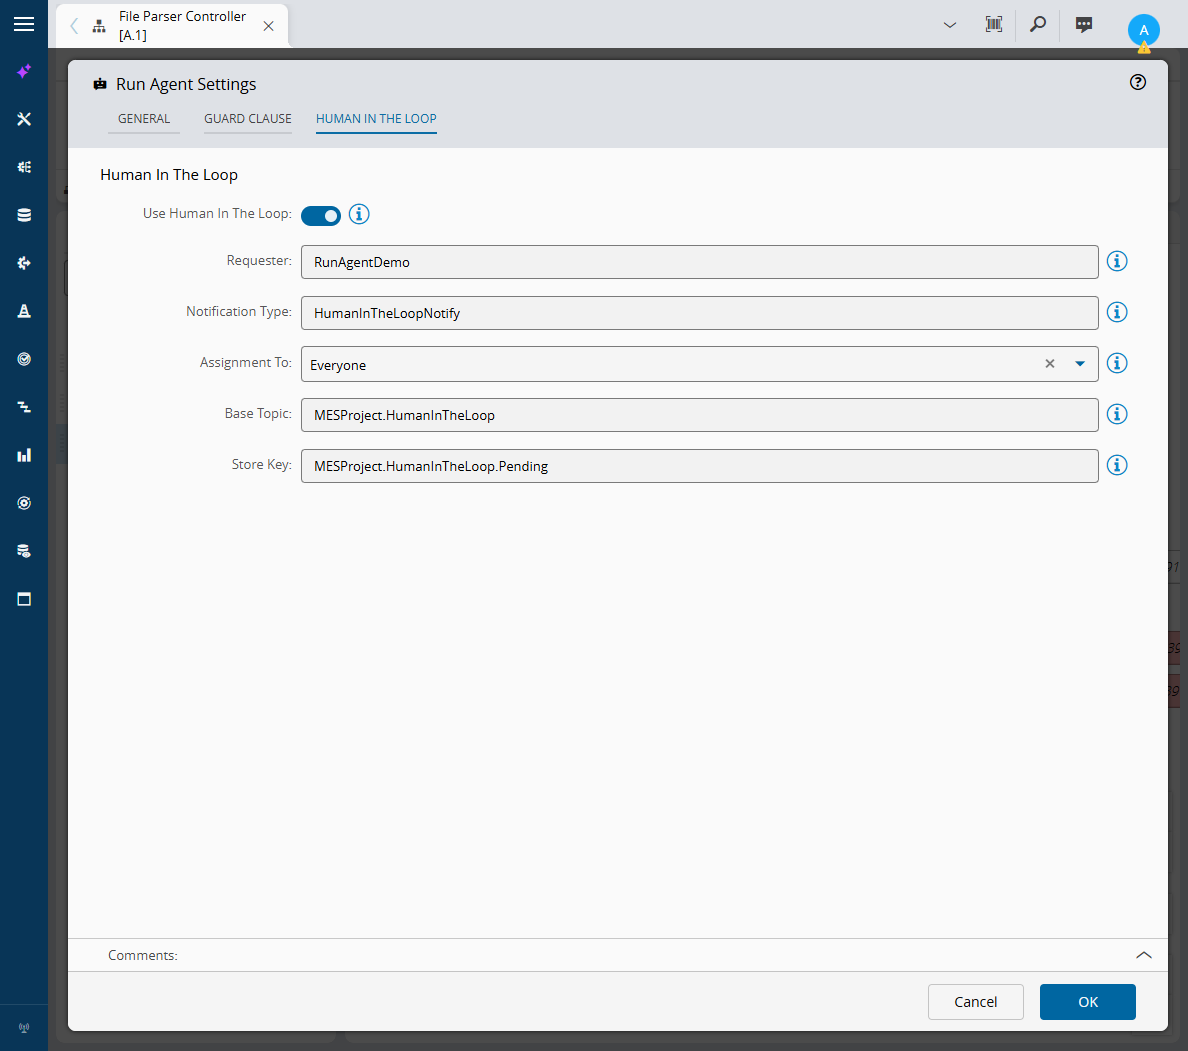 File Parser Controller
[A.1]
A
Run Agent Settings
GENERAL
GUARD CLAUSE
HUMAN IN THE LOOP
Human In The Loop
Use Human In The Loop:
Requester:
RunAgentDemo
Notification Type:
HumanInTheLoopNotify
Assignment To:
Everyone
Base Topic:
MESProject.HumanInTheLoop
Store Key:
MESProject.HumanInTheLoop.Pending
Comments:
Cancel
OK